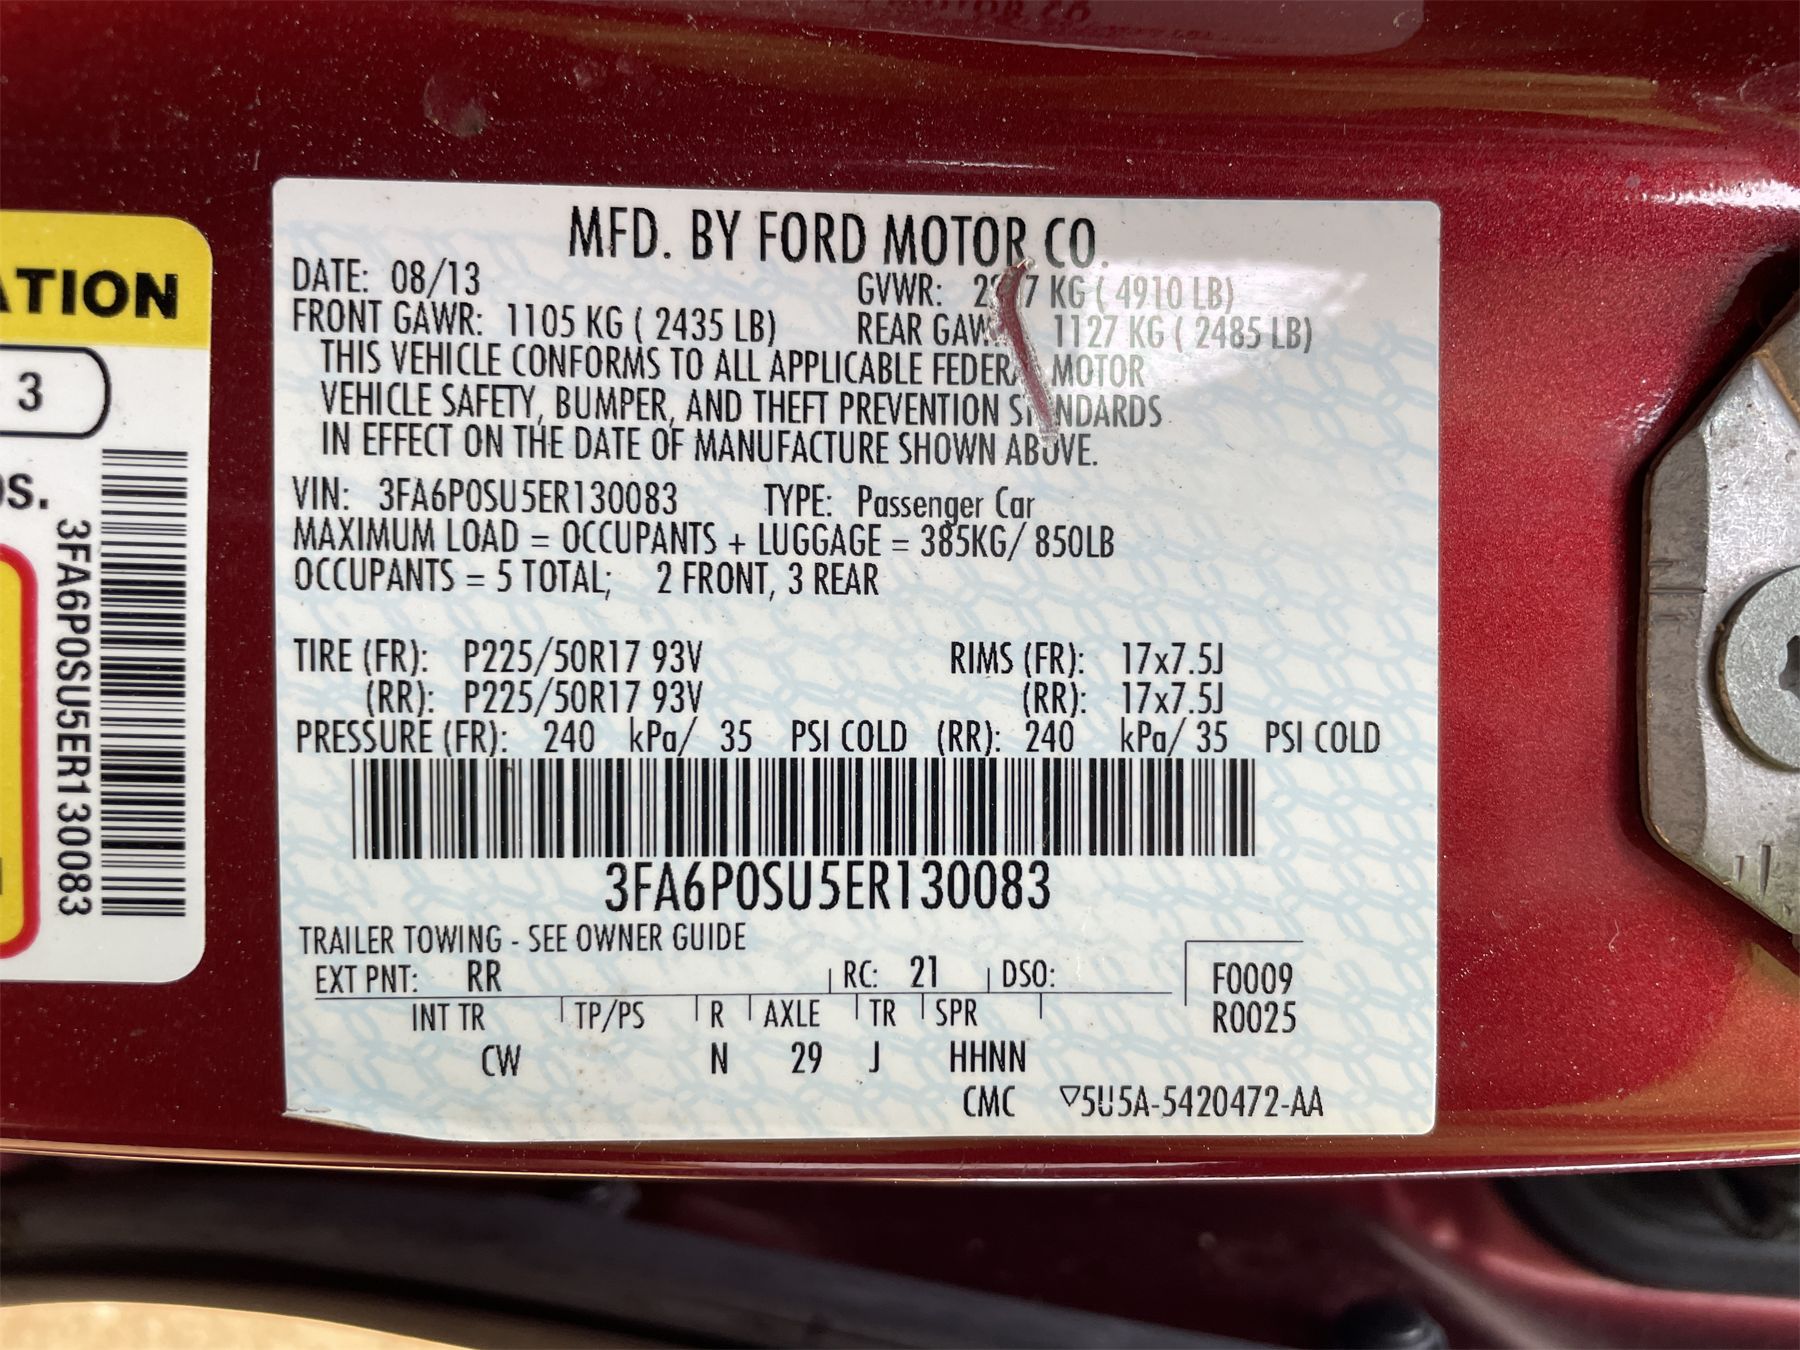 MFD. BY FORD MOTOR CO.
DATE: 08/13 GVWR: KG ( 4910 LB)
FRONT GAWR: 1105 KG ( 2435 LB) REAR 1127 KG ( 2485 LB)
THIS VEHICLE CONFORMS TO ALL APPLICABLE FEDERAL MOTOR
VEHICLE SAFETY, BUMPER, AND THEFT PREVENTION STANDARDS
IN EFFECT ON THE DATE OF MANUFACTURE SHOWN ABOVE.
VIN: 3FA6P0SU5ER130083 TYPE: Passenger Car
MAXIMUM LOAD = OCCUPANTS + LUGGAGE = 385KG/ 850LB
OCCUPANTS = 5 TOTAL; 2 FRONT, 3 REAR
TIRE (FR): P225/50R17 93V RIMS (FR): 17x7.5J
(RR): P225/50R17 93V (RR): 17x7.5J
PRESSURE (FR): 240 kPa/ 35 PSI COLD (RR): 240 kPa/ 35 PSI COLD
3FA6P0SU5ER130083
TRAILER TOWING - SEE OWNER GUIDE
EXT PNT: RR RC: 21 DSO: F0009
INT TR TP/PS R AXLE TR SPR R0025
CW N 29 J HHNN
CMC ▽5U5A-5420472-AA
ATION
3
os.
3FA6P0SU5ER130083